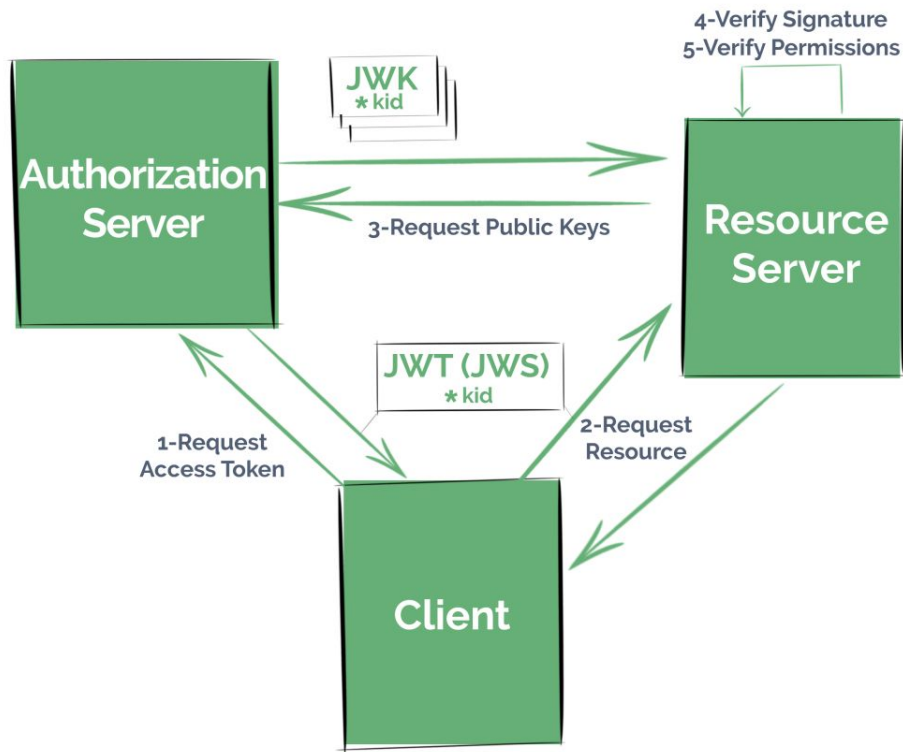 4-Verify Signature
5-Verify Permissions
JWK
* kid
Authorization
Server
3-Request Public Keys
Resource
Server
JWT (JWS)
* kid
1-Request
Access Token
2-Request
Resource
Client